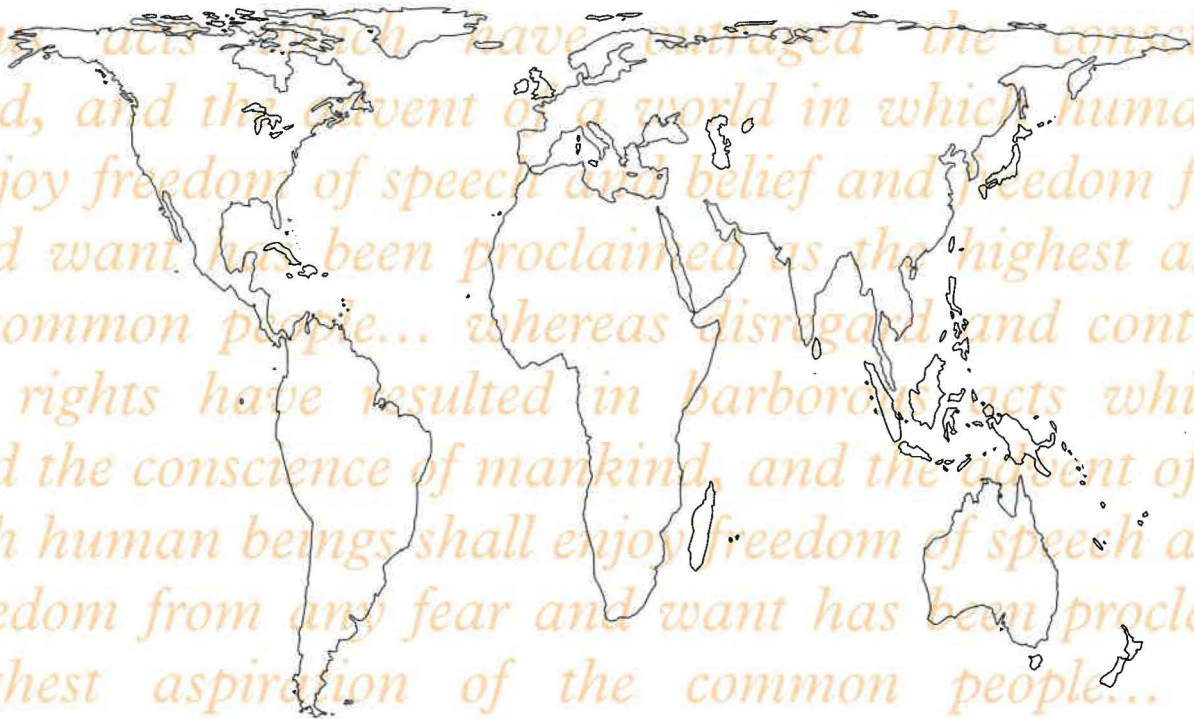 acts which have outraged the consc
d, and the advent of a world in which huma
joy freedom of speech and belief and freedom f
d want has been proclaimed as the highest a
common people... whereas disregard and cont
rights have resulted in barborous acts whi
d the conscience of mankind, and the advent of
h human beings shall enjoy freedom of speech a
edom from any fear and want has been procla
hest aspiration of the common people...